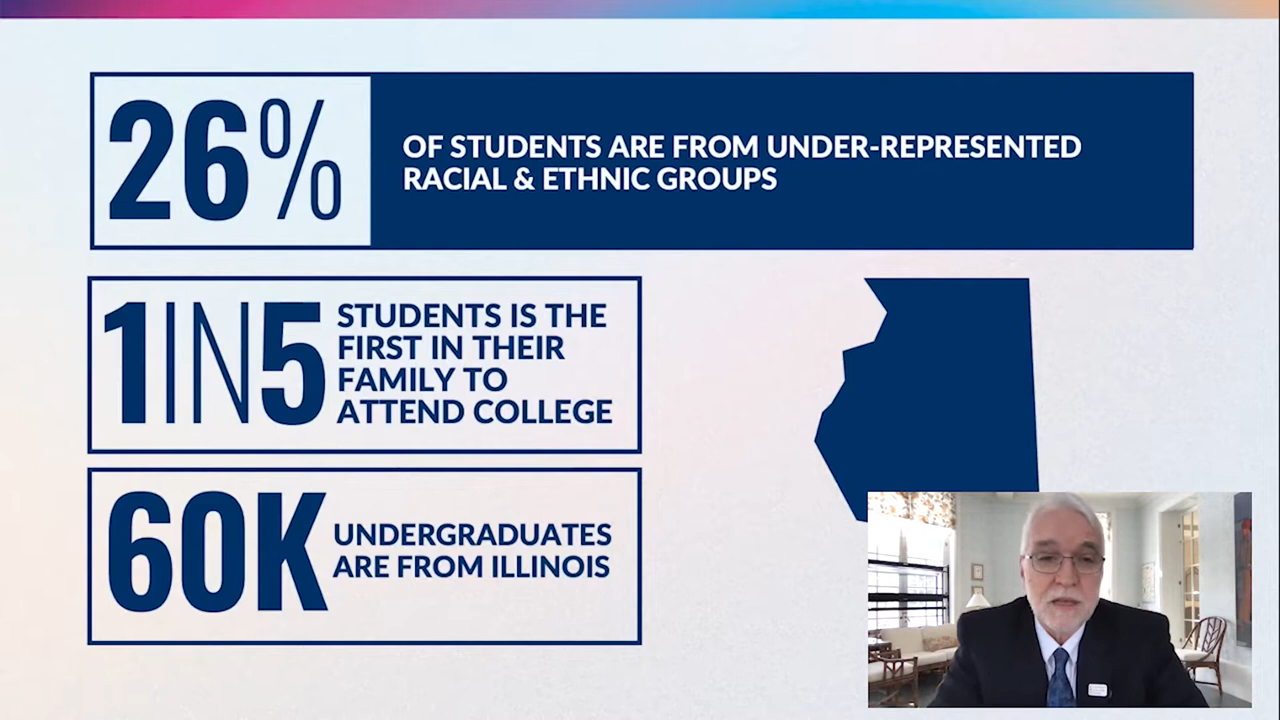 26%
OF STUDENTS ARE FROM UNDER-REPRESENTED
RACIAL & ETHNIC GROUPS
1IN5
STUDENTS IS THE
FIRST IN THEIR
FAMILY TO
ATTEND COLLEGE
60K
UNDERGRADUATES
ARE FROM ILLINOIS